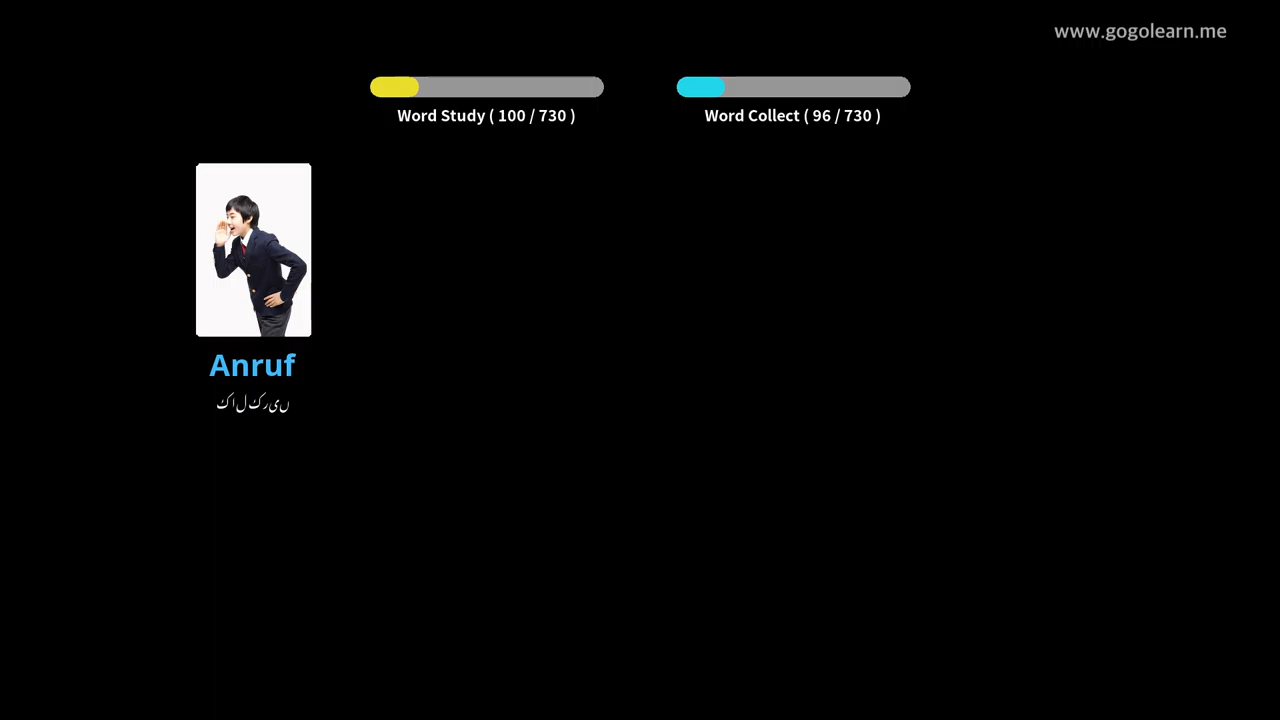 www.gogolearn.me
Word Study ( 100 / 730 )
Word Collect ( 96 / 730 )
Anruf
کال کریں